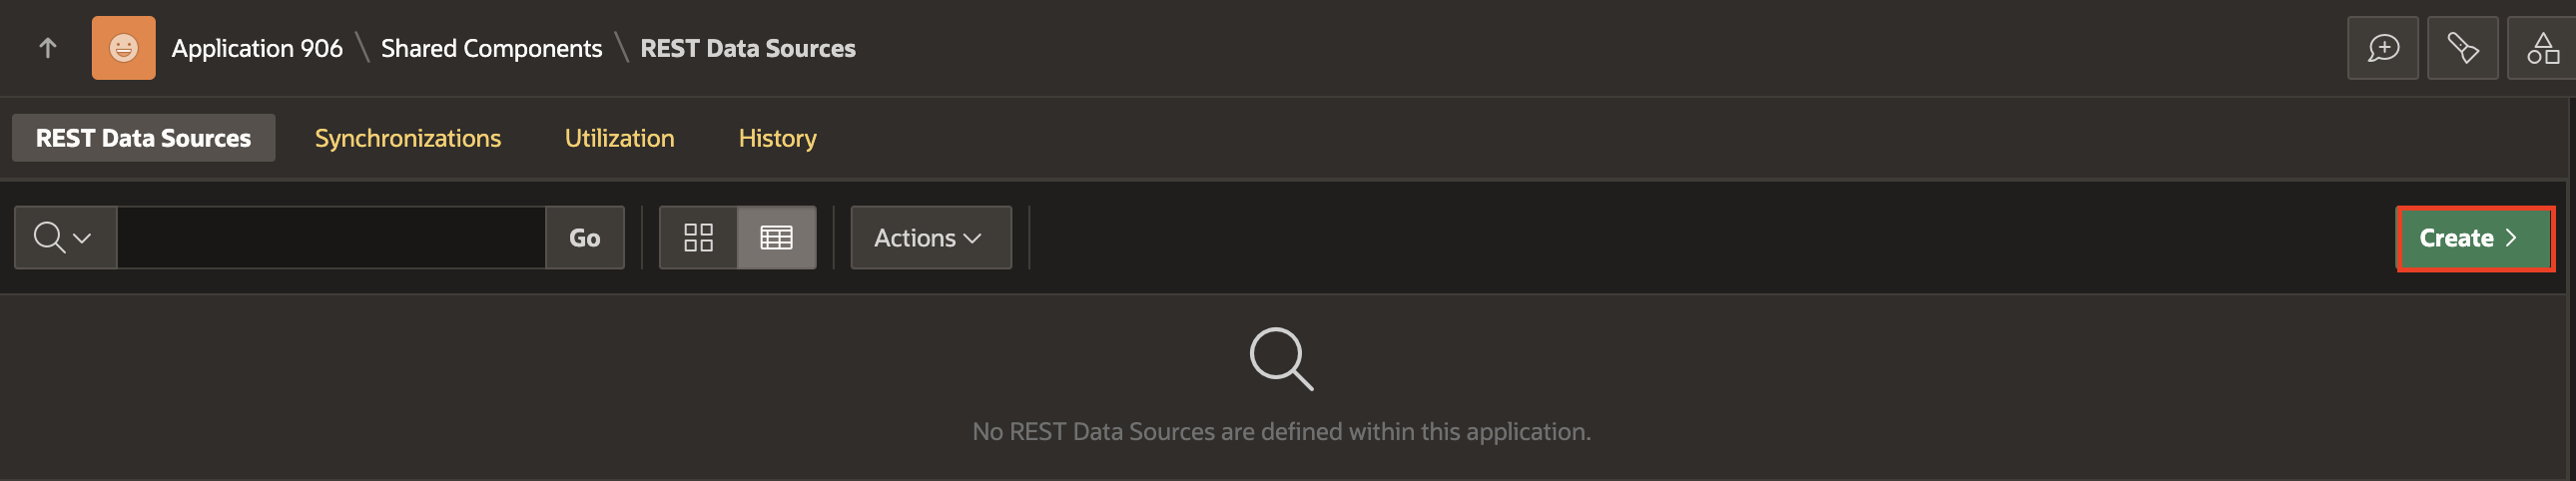 Application 906 \ Shared Components \ REST Data Sources
REST Data Sources Synchronizations Utilization History
Go Actions Create
No REST Data Sources are defined within this application.